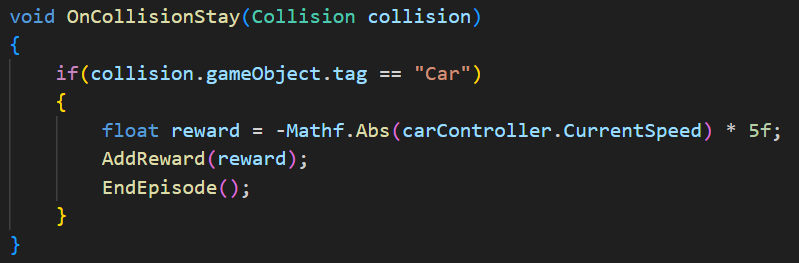 void OnCollisionStay(Collision collision)
{
    if(collision.gameObject.tag == "Car")
    {
        float reward = -Mathf.Abs(carController.CurrentSpeed) * 5f;
        AddReward(reward);
        EndEpisode();
    }
}